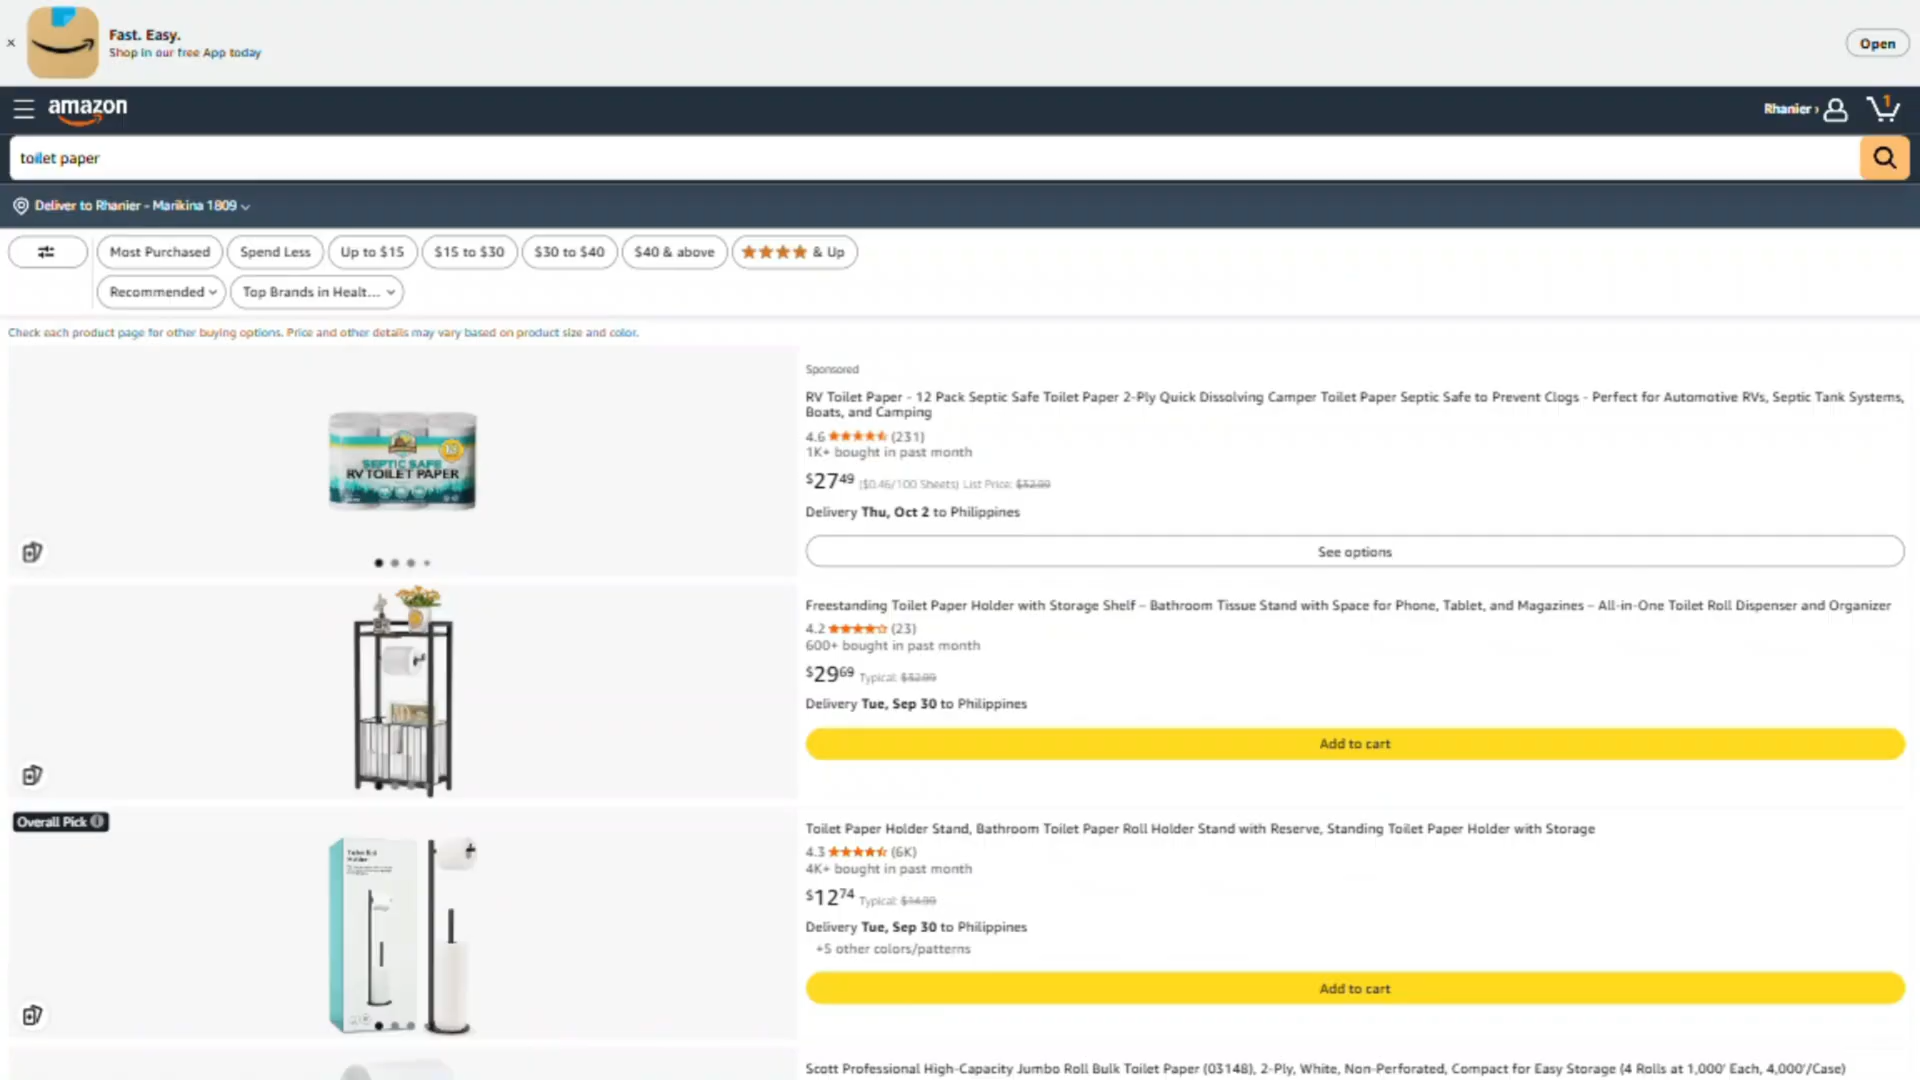 Fast. Easy.
Shop in our free App today
Open
amazon
Rhanier ›
1
toilet paper
Deliver to Rhanier - Marikina 1809
Most Purchased
Spend Less
Up to $15
$15 to $30
$30 to $40
$40 & above
& Up
Recommended
Top Brands in Healt...
Check each product page for other buying options. Price and other details may vary based on product size and color.
Sponsored
RV Toilet Paper - 12 Pack Septic Safe Toilet Paper 2-Ply Quick Dissolving Camper Toilet Paper Septic Safe to Prevent Clogs - Perfect for Automotive RVs, Septic Tank Systems,
Boats, and Camping
4.6 (231)
1K+ bought in past month
$27 49 ($0.46/100 Sheets) List Price: $32.99
Delivery Thu, Oct 2 to Philippines
See options
SEPTIC SAFE
RV TOILET PAPER
Freestanding Toilet Paper Holder with Storage Shelf – Bathroom Tissue Stand with Space for Phone, Tablet, and Magazines – All-in-One Toilet Roll Dispenser and Organizer
4.2 (23)
600+ bought in past month
$29 69 Typical: $32.99
Delivery Tue, Sep 30 to Philippines
Add to cart
Overall Pick
Toilet Paper Holder Stand, Bathroom Toilet Paper Roll Holder Stand with Reserve, Standing Toilet Paper Holder with Storage
4.3 (6K)
4K+ bought in past month
$12 74 Typical: $14.99
Delivery Tue, Sep 30 to Philippines
+5 other colors/patterns
Add to cart
Scott Professional High-Capacity Jumbo Roll Bulk Toilet Paper (03148), 2-Ply, White, Non-Perforated, Compact for Easy Storage (4 Rolls at 1,000' Each, 4,000'/Case)